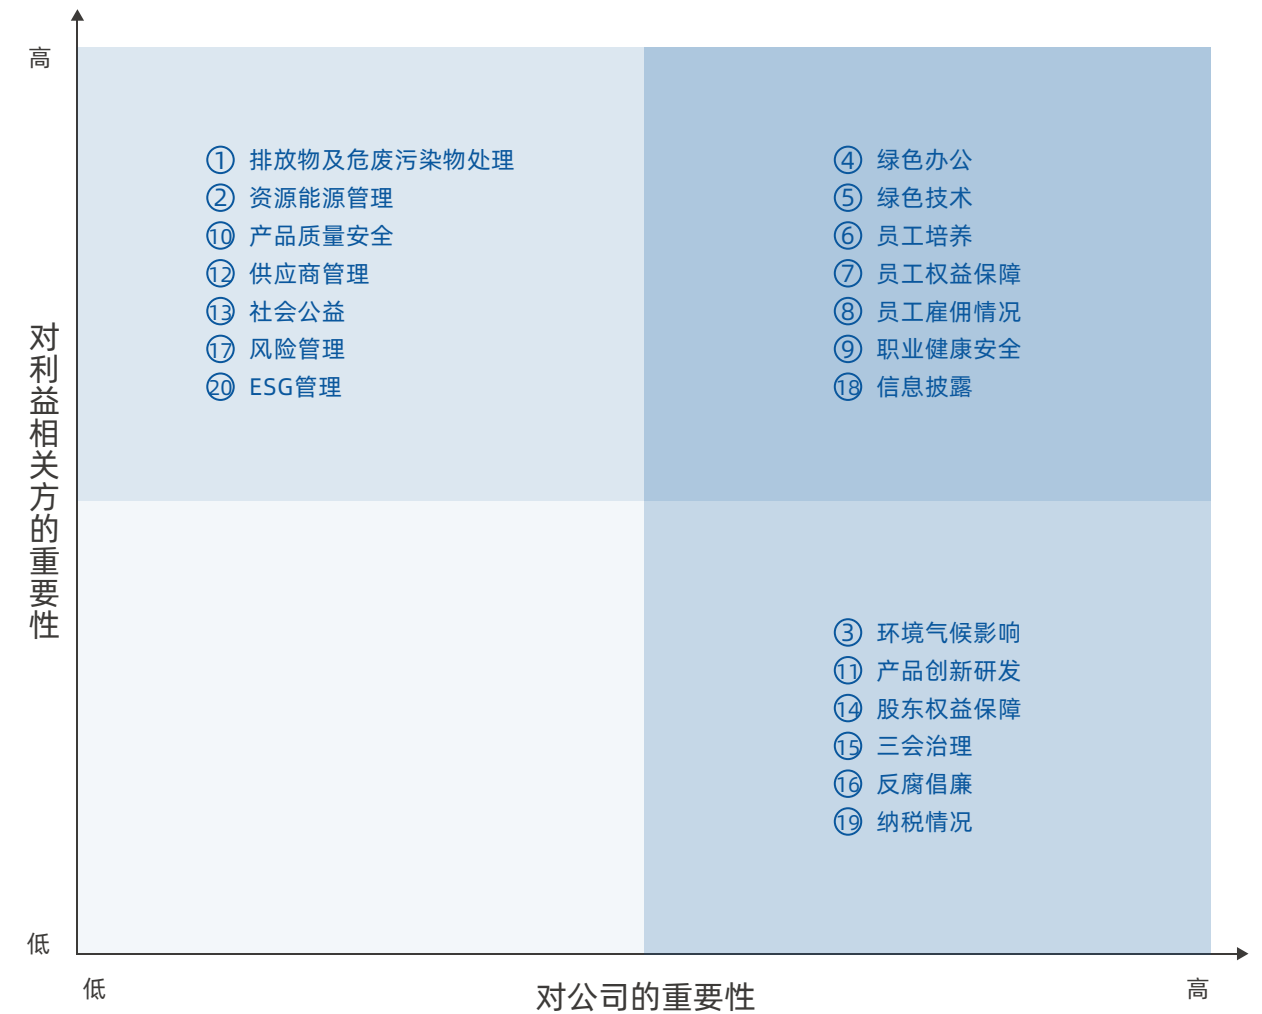 高
对利益相关方的重要性
① 排放物及危废污染物处理
② 资源能源管理
⑩ 产品质量安全
⑫ 供应商管理
⑬ 社会公益
⑰ 风险管理
⑳ ESG管理
④ 绿色办公
⑤ 绿色技术
⑥ 员工培养
⑦ 员工权益保障
⑧ 员工雇佣情况
⑨ 职业健康安全
⑱ 信息披露
③ 环境气候影响
⑪ 产品创新研发
⑭ 股东权益保障
⑮ 三会治理
⑯ 反腐倡廉
⑲ 纳税情况
低
低
对公司的重要性
高